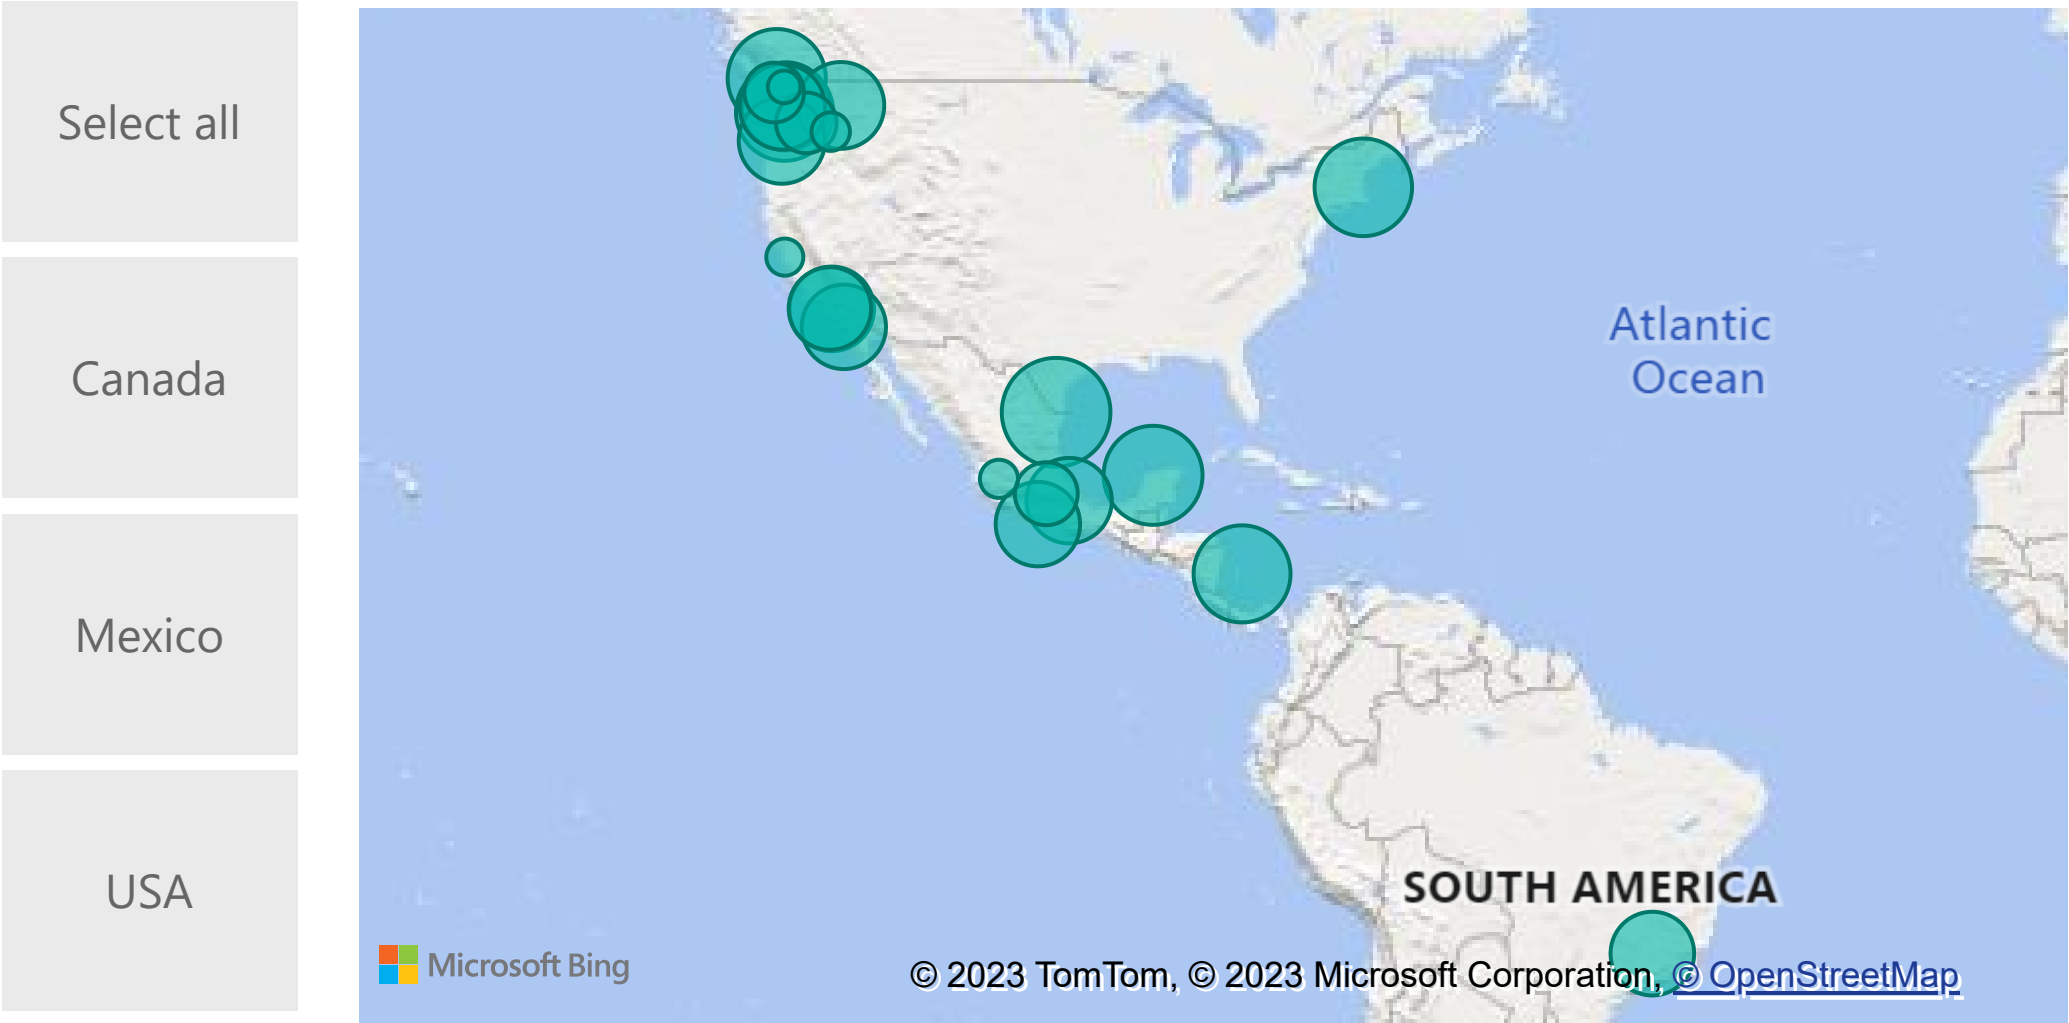 Select all
Canada
Mexico
USA
Atlantic
Ocean
SOUTH AMERICA
Microsoft Bing
© 2023 TomTom, © 2023 Microsoft Corporation, © OpenStreetMap